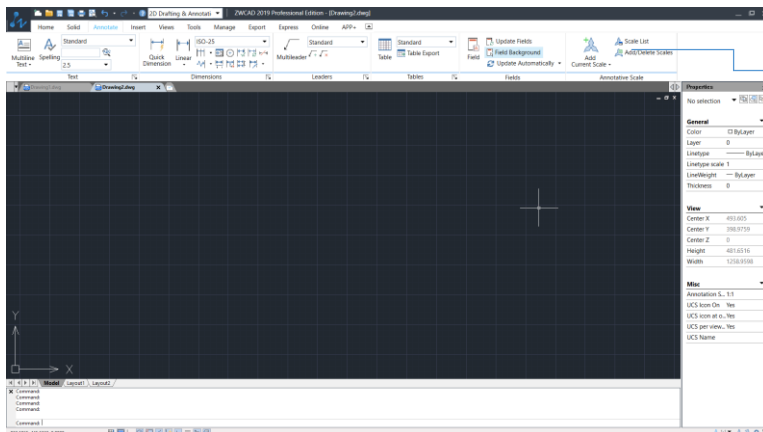 2D Drafting & Annotati
ZWCAD 2019 Professional Edition - [Drawing2.dwg]
Home Solid Annotate Insert Views Tools Manage Export Express Online APP+
Multiline Text
Spelling
Standard
2.5
Text
Quick Dimension
Linear
ISO-25
Dimensions
Multileader
Standard
Leaders
Table
Standard
Table Export
Tables
Field
Update Fields
Field Background
Update Automatically
Fields
Add Current Scale
Scale List
Add/Delete Scales
Annotative Scale
Drawing1.dwg
Drawing2.dwg
Y
X
Model Layout1 Layout2
Command:
Command:
Command:
Command:
Command:
Properties
No selection
General
Color ByLayer
Layer 0
Linetype ByLaye
Linetype scale 1
LineWeight ByLayer
Thickness 0
View
Center X 493.605
Center Y 398.9759
Center Z 0
Height 481.6516
Width 1258.9598
Misc
Annotation S... 1:1
UCS Icon On Yes
UCS icon at o... Yes
UCS per view... Yes
UCS Name